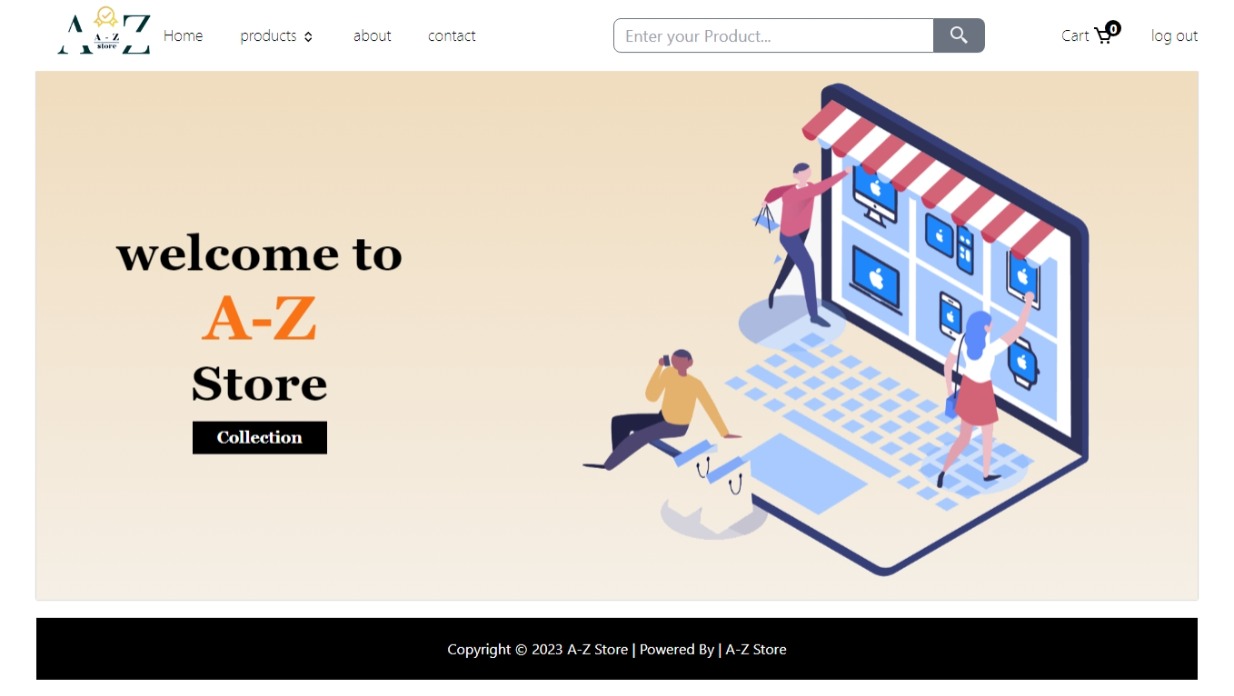 A Z
A - Z
store
Home
products
about
contact
Enter your Product...
Cart 0
log out
welcome to
A-Z
Store
Collection
Copyright © 2023 A-Z Store | Powered By | A-Z Store